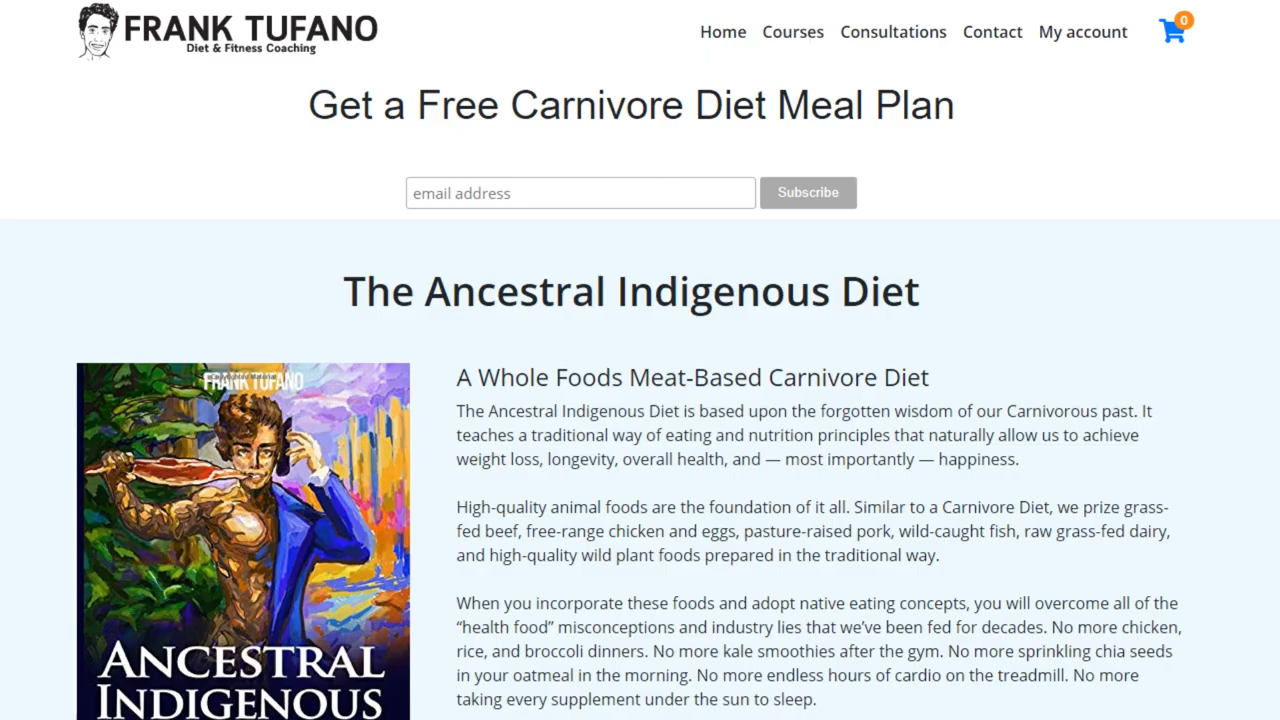 FRANK TUFANO
Diet & Fitness Coaching
Home Courses Consultations Contact My account
0
Get a Free Carnivore Diet Meal Plan
email address
Subscribe
The Ancestral Indigenous Diet
FRANK TUFANO
ANCESTRAL
INDIGENOUS
A Whole Foods Meat-Based Carnivore Diet
The Ancestral Indigenous Diet is based upon the forgotten wisdom of our Carnivorous past. It
teaches a traditional way of eating and nutrition principles that naturally allow us to achieve
weight loss, longevity, overall health, and — most importantly — happiness.
High-quality animal foods are the foundation of it all. Similar to a Carnivore Diet, we prize grass-
fed beef, free-range chicken and eggs, pasture-raised pork, wild-caught fish, raw grass-fed dairy,
and high-quality wild plant foods prepared in the traditional way.
When you incorporate these foods and adopt native eating concepts, you will overcome all of the
“health food” misconceptions and industry lies that we’ve been fed for decades. No more chicken,
rice, and broccoli dinners. No more kale smoothies after the gym. No more sprinkling chia seeds
in your oatmeal in the morning. No more endless hours of cardio on the treadmill. No more
taking every supplement under the sun to sleep.